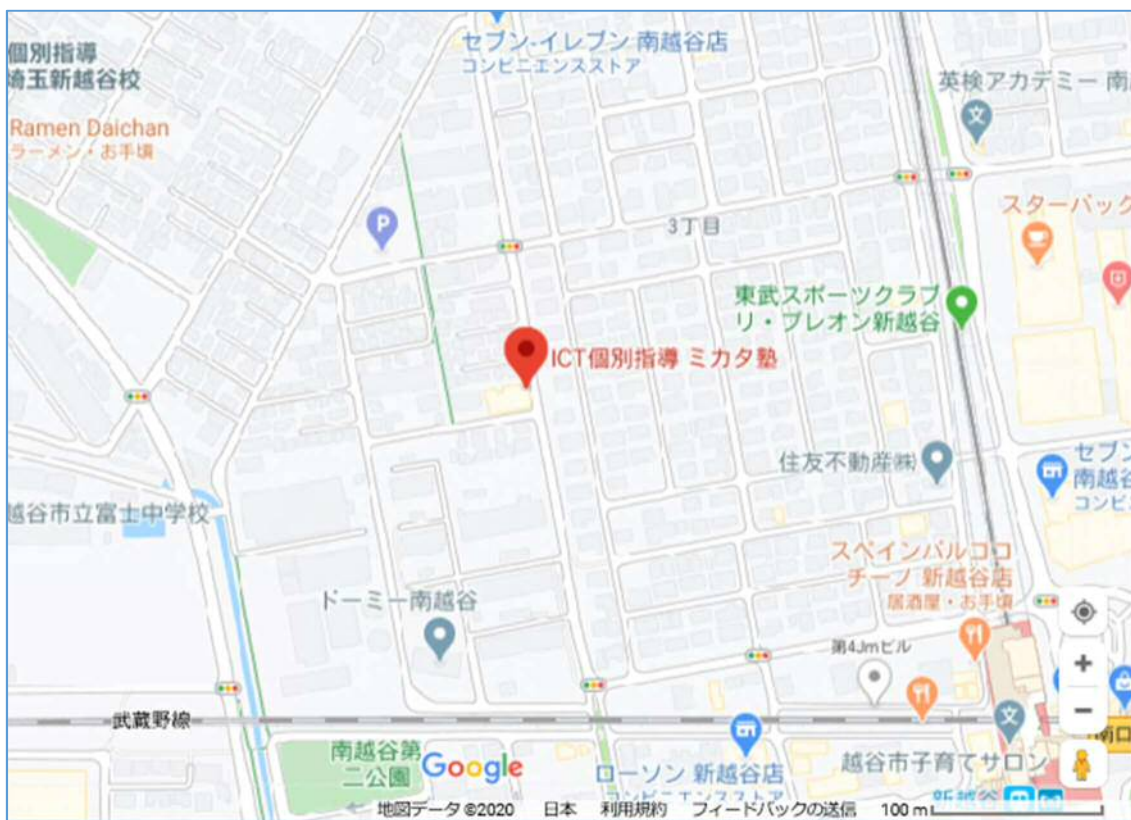 セブン-イレブン 南越谷店
コンビニエンスストア
個別指導
埼玉新越谷校
英検アカデミー 南
Ramen Daichan
ラーメン・お手頃
P
スターバック
3丁目
東武スポーツクラブ
リ・プレオン新越谷
ICT個別指導 ミカタ塾
住友不動産㈱
セブン
南越谷
コンビニ
越谷市立富士中学校
スペインバルココ
チーノ 新越谷店
居酒屋・お手頃
ドーミー南越谷
第4Jmビル
武蔵野線
南口
南越谷第
二公園
Google
ローソン 新越谷店
コンビニエンスストア
越谷市子育てサロン
新越谷
地図データ ©2020 日本 利用規約 フィードバックの送信 100 m